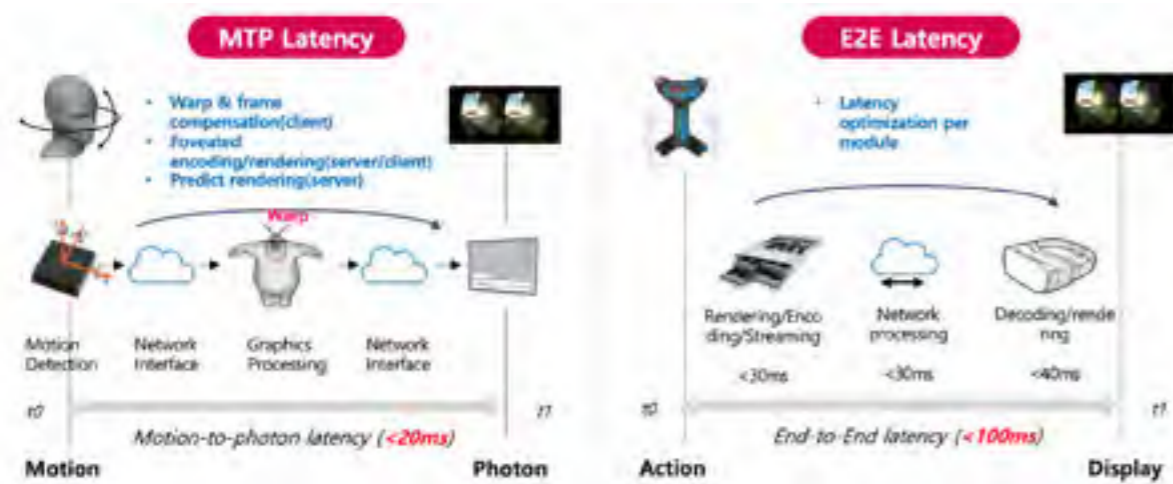 MTP Latency
• Warp & frame
compensation(client)
• Foveated
encoding/rendering(server/client)
• Predict rendering(server)
Warp
Motion
Detection
Network
Interface
Graphics
Processing
Network
Interface
t0
t1
Motion-to-photon latency (<20ms)
Motion
Photon
E2E Latency
• Latency
optimization per
module
Rendering/Enco
ding/Streaming
Network
processing
Decoding/rende
ring
<30ms
<30ms
<40ms
t0
t1
End-to-End latency (<100ms)
Action
Display